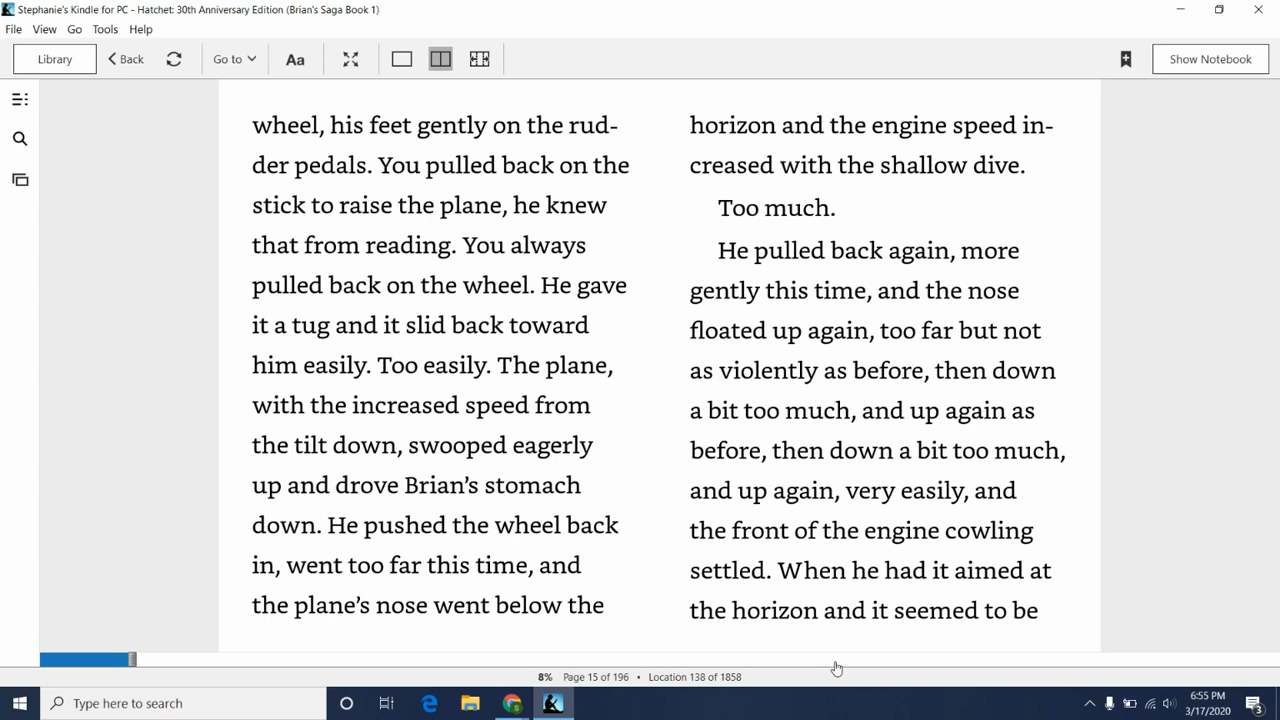 Stephanie's Kindle for PC - Hatchet: 30th Anniversary Edition (Brian's Saga Book 1)
File View Go Tools Help
Library Back Go to Aa Show Notebook
wheel, his feet gently on the rud-
der pedals. You pulled back on the
stick to raise the plane, he knew
that from reading. You always
pulled back on the wheel. He gave
it a tug and it slid back toward
him easily. Too easily. The plane,
with the increased speed from
the tilt down, swooped eagerly
up and drove Brian’s stomach
down. He pushed the wheel back
in, went too far this time, and
the plane’s nose went below the
horizon and the engine speed in-
creased with the shallow dive.
Too much.
He pulled back again, more
gently this time, and the nose
floated up again, too far but not
as violently as before, then down
a bit too much, and up again as
before, then down a bit too much,
and up again, very easily, and
the front of the engine cowling
settled. When he had it aimed at
the horizon and it seemed to be
8% Page 15 of 196 • Location 138 of 1858
Type here to search
6:55 PM
3/17/2020
3